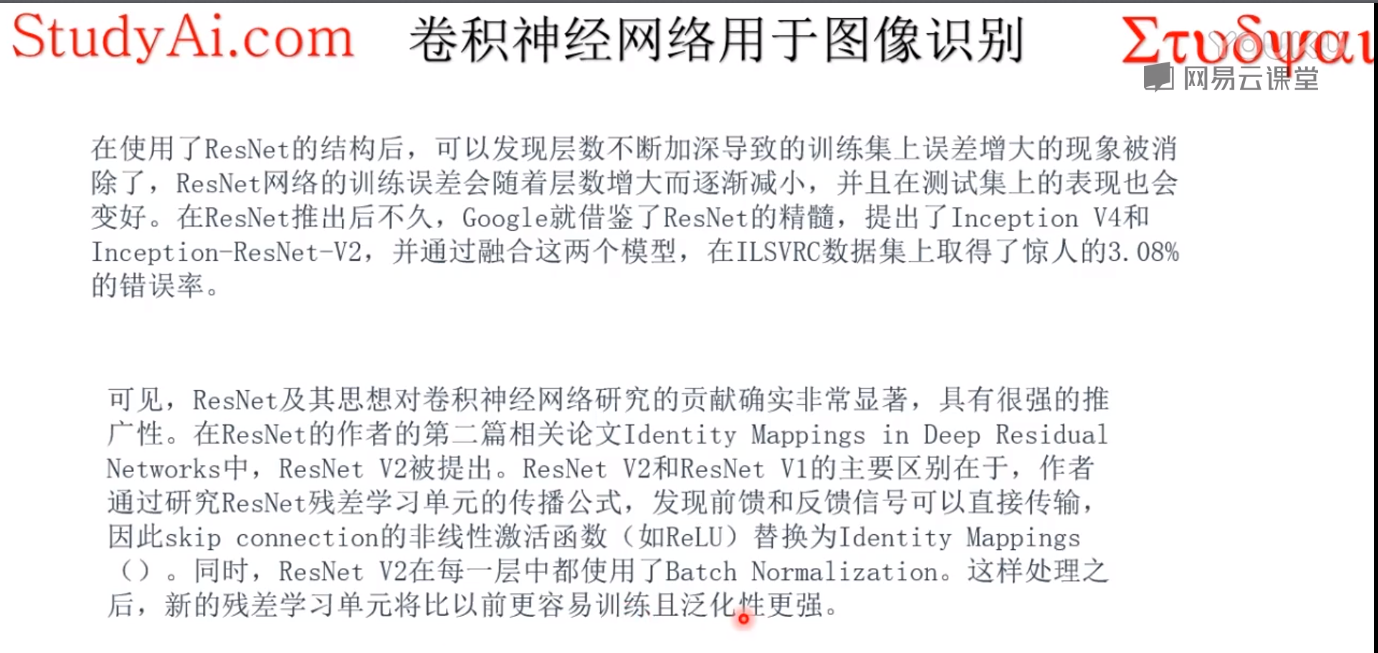 StudyAi.com
卷积神经网络用于图像识别
Στυδψαι
YOUKU
网易云课堂
在使用了ResNet的结构后，可以发现层数不断加深导致的训练集上误差增大的现象被消
除了，ResNet网络的训练误差会随着层数增大而逐渐减小，并且在测试集上的表现也会
变好。在ResNet推出后不久，Google就借鉴了ResNet的精髓，提出了Inception V4和
Inception-ResNet-V2，并通过融合这两个模型，在ILSVRC数据集上取得了惊人的3.08%
的错误率。
可见，ResNet及其思想对卷积神经网络研究的贡献确实非常显著，具有很强的推
广性。在ResNet的作者的第二篇相关论文Identity Mappings in Deep Residual
Networks中，ResNet V2被提出。ResNet V2和ResNet V1的主要区别在于，作者
通过研究ResNet残差学习单元的传播公式，发现前馈和反馈信号可以直接传输，
因此skip connection的非线性激活函数（如ReLU）替换为Identity Mappings
（）。同时，ResNet V2在每一层中都使用了Batch Normalization。这样处理之
后，新的残差学习单元将比以前更容易训练且泛化性更强。